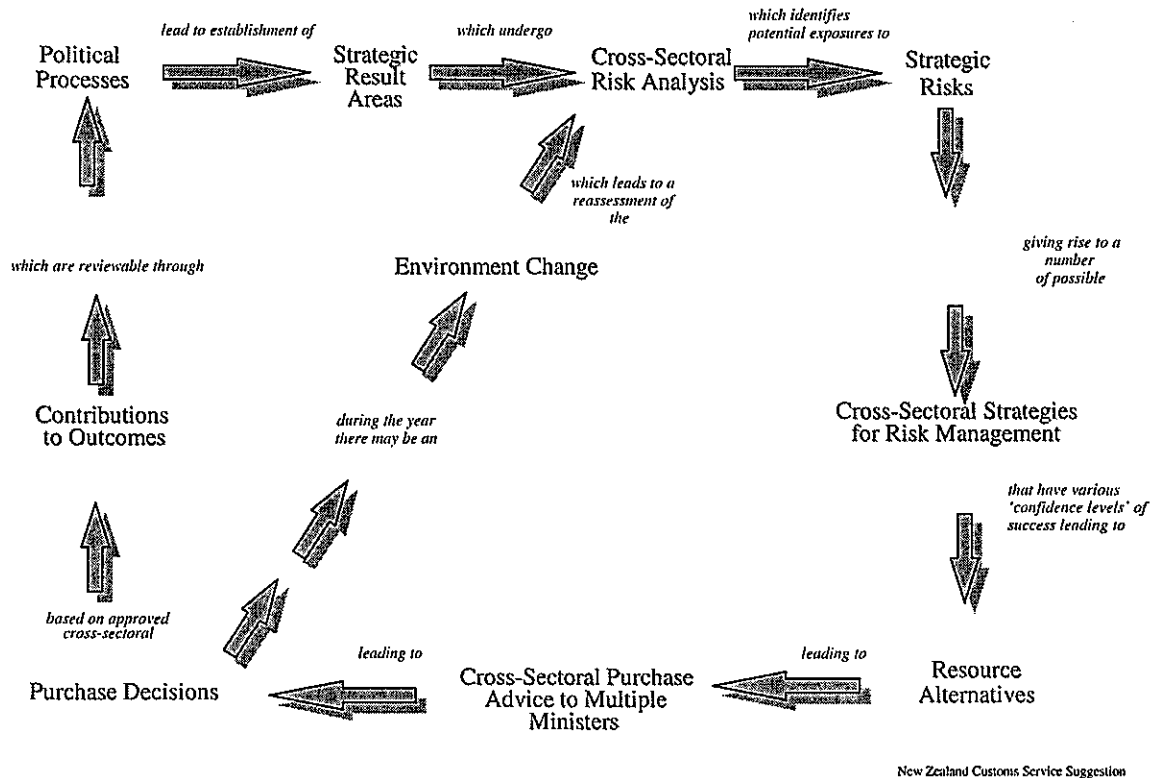 which identifies
potential exposures to
lead to establishment of
which undergo
Political
Processes
Strategic
Result
Areas
Cross-Sectoral
Risk Analysis
Strategic
Risks
which leads to a
reassessment of
the
which are reviewable through
Environment Change
giving rise to a
number
of possible
Contributions
to Outcomes
during the year
there may be an
Cross-Sectoral Strategies
for Risk Management
that have various
'confidence levels' of
success lending to
based on approved
cross-sectoral
leading to
leading to
Purchase Decisions
Cross-Sectoral Purchase
Advice to Multiple
Ministers
Resource
Alternatives
New Zealand Customs Service Suggestion